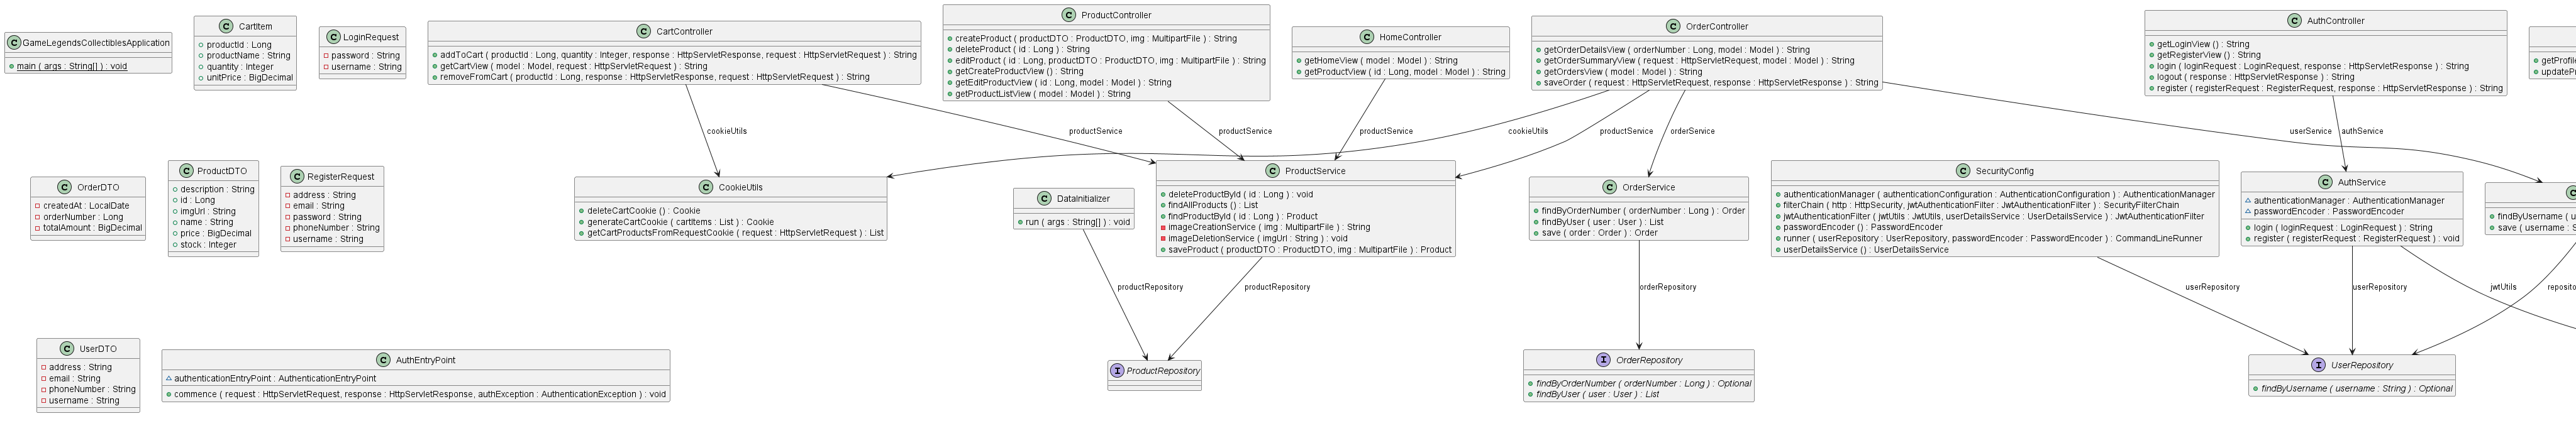 GameLegendsCollectiblesApplication
main ( args : String[] ) : void
CartItem
productId : Long
productName : String
quantity : Integer
unitPrice : BigDecimal
LoginRequest
password : String
username : String
CartController
addToCart ( productId : Long, quantity : Integer, response : HttpServletResponse, request : HttpServletRequest ) : String
getCartView ( model : Model, request : HttpServletRequest ) : String
removeFromCart ( productId : Long, response : HttpServletResponse, request : HttpServletRequest ) : String
ProductController
createProduct ( productDTO : ProductDTO, img : MultipartFile ) : String
deleteProduct ( id : Long ) : String
editProduct ( id : Long, productDTO : ProductDTO, img : MultipartFile ) : String
getCreateProductView () : String
getEditProductView ( id : Long, model : Model ) : String
getProductListView ( model : Model ) : String
HomeController
getHomeView ( model : Model ) : String
getProductView ( id : Long, model : Model ) : String
OrderController
getOrderDetailsView ( orderNumber : Long, model : Model ) : String
getOrderSummaryView ( request : HttpServletRequest, model : Model ) : String
getOrdersView ( model : Model ) : String
saveOrder ( request : HttpServletRequest, response : HttpServletResponse ) : String
AuthController
getLoginView () : String
getRegisterView () : String
login ( loginRequest : LoginRequest, response : HttpServletResponse ) : String
logout ( response : HttpServletResponse ) : String
register ( registerRequest : RegisterRequest, response : HttpServletResponse ) : String
getProfil
updatePr
cookieUtils
productService
productService
productService
cookieUtils
productService
orderService
userService
authService
OrderDTO
createdAt : LocalDate
orderNumber : Long
totalAmount : BigDecimal
ProductDTO
description : String
id : Long
imgUrl : String
name : String
price : BigDecimal
stock : Integer
RegisterRequest
address : String
email : String
password : String
phoneNumber : String
username : String
CookieUtils
deleteCartCookie () : Cookie
generateCartCookie ( cartItems : List ) : Cookie
getCartProductsFromRequestCookie ( request : HttpServletRequest ) : List
DataInitializer
run ( args : String[] ) : void
ProductService
deleteProductById ( id : Long ) : void
findAllProducts () : List
findProductById ( id : Long ) : Product
imageCreationService ( img : MultipartFile ) : String
imageDeletionService ( imgUrl : String ) : void
saveProduct ( productDTO : ProductDTO, img : MultipartFile ) : Product
OrderService
findByOrderNumber ( orderNumber : Long ) : Order
findByUser ( user : User ) : List
save ( order : Order ) : Order
SecurityConfig
authenticationManager ( authenticationConfiguration : AuthenticationConfiguration ) : AuthenticationManager
filterChain ( http : HttpSecurity, jwtAuthenticationFilter : JwtAuthenticationFilter ) : SecurityFilterChain
jwtAuthenticationFilter ( jwtUtils : JwtUtils, userDetailsService : UserDetailsService ) : JwtAuthenticationFilter
passwordEncoder () : PasswordEncoder
runner ( userRepository : UserRepository, passwordEncoder : PasswordEncoder ) : CommandLineRunner
userDetailsService () : UserDetailsService
AuthService
authenticationManager : AuthenticationManager
passwordEncoder : PasswordEncoder
login ( loginRequest : LoginRequest ) : String
register ( registerRequest : RegisterRequest ) : void
findByUsername ( u
save ( username : S
productRepository
productRepository
orderRepository
userRepository
userRepository
jwtUtils
reposito
UserDTO
address : String
email : String
phoneNumber : String
username : String
AuthEntryPoint
authenticationEntryPoint : AuthenticationEntryPoint
commence ( request : HttpServletRequest, response : HttpServletResponse, authException : AuthenticationException ) : void
ProductRepository
OrderRepository
findByOrderNumber ( orderNumber : Long ) : Optional
findByUser ( user : User ) : List
UserRepository
findByUsername ( username : String ) : Optional